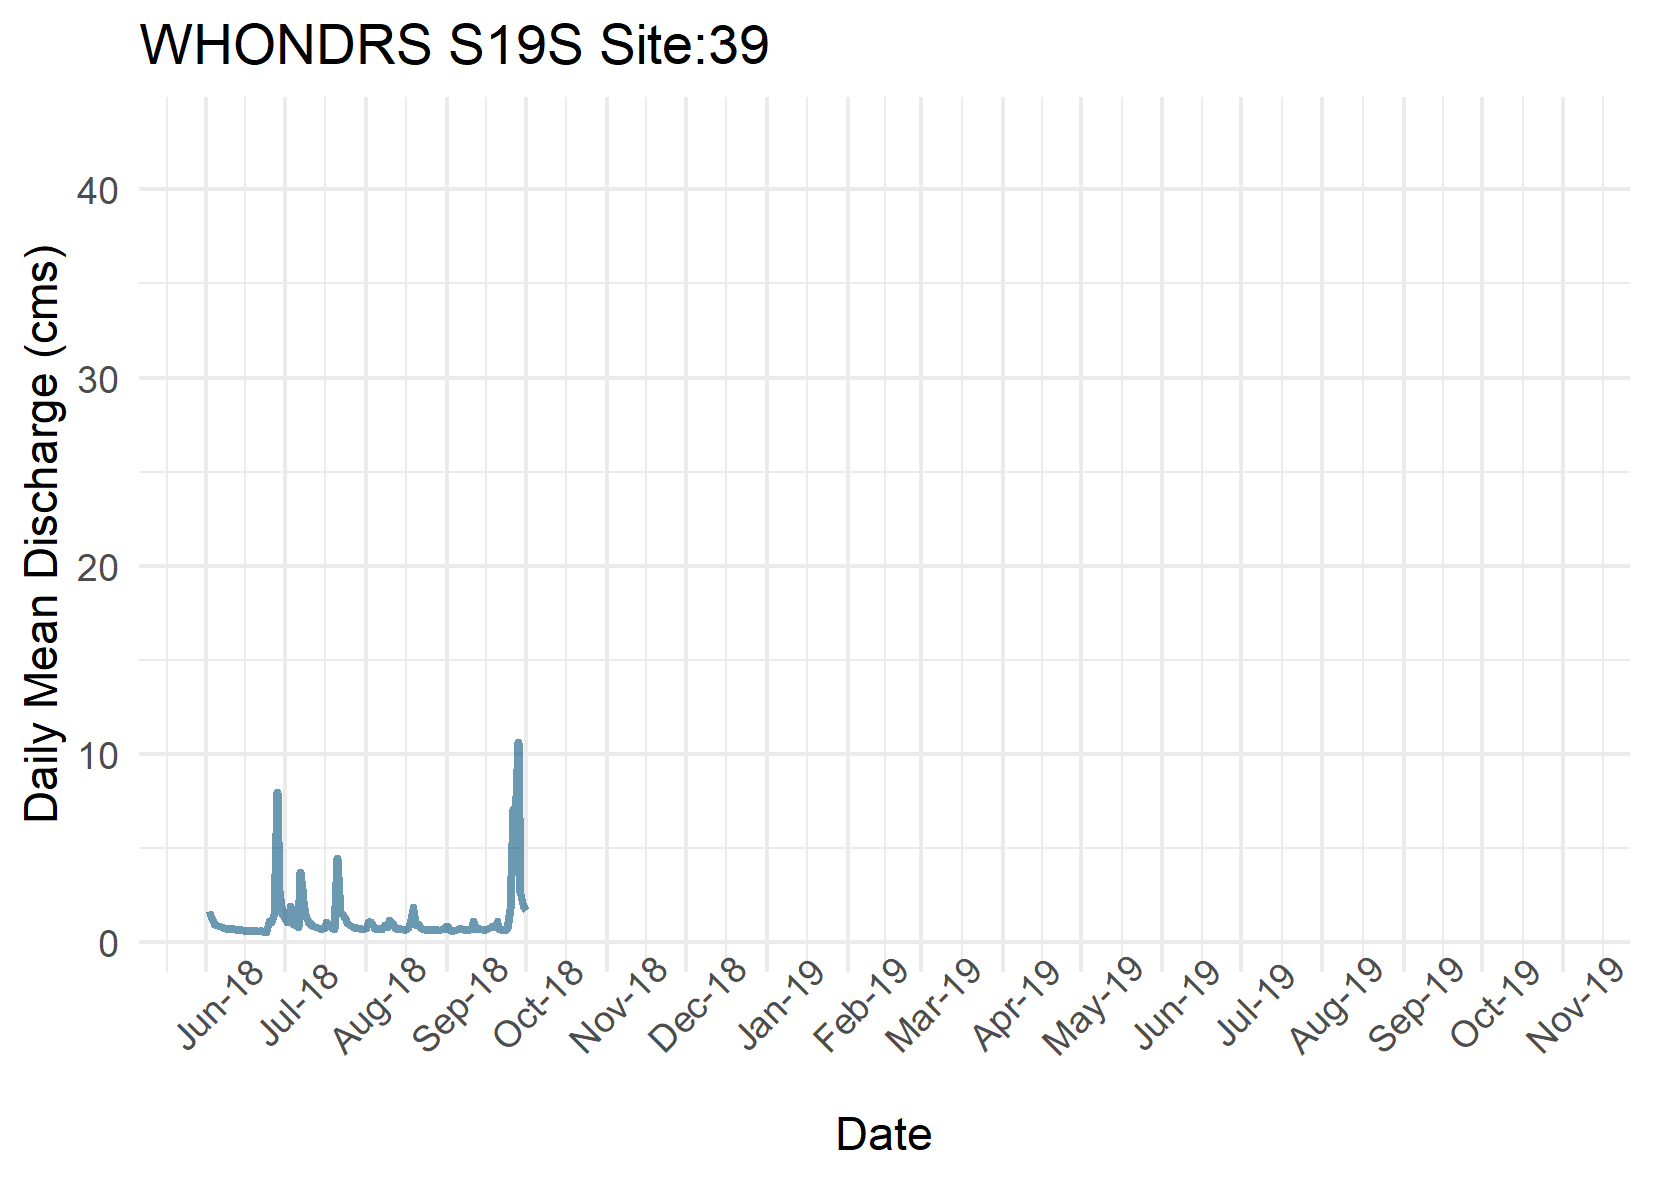 WHONDRS S19S Site:39
Daily Mean Discharge (cms)
40
30
20
10
0
Jun-18
Jul-18
Aug-18
Sep-18
Oct-18
Nov-18
Dec-18
Jan-19
Feb-19
Mar-19
Apr-19
May-19
Jun-19
Jul-19
Aug-19
Sep-19
Oct-19
Nov-19
Date